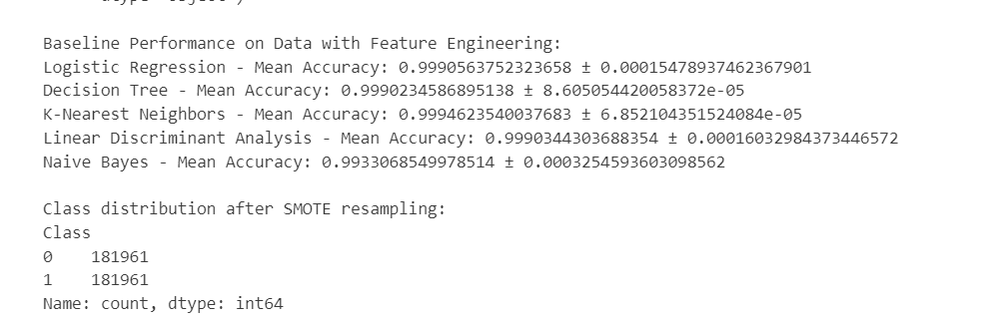 Baseline Performance on Data with Feature Engineering:
Logistic Regression - Mean Accuracy: 0.9990563752323658 ± 0.00015478937462367901
Decision Tree - Mean Accuracy: 0.9990234586895138 ± 8.605054420058372e-05
K-Nearest Neighbors - Mean Accuracy: 0.9994623540037683 ± 6.852104351524084e-05
Linear Discriminant Analysis - Mean Accuracy: 0.9990344303688354 ± 0.00016032984373446572
Naive Bayes - Mean Accuracy: 0.9933068549978514 ± 0.0003254593603098562
Class distribution after SMOTE resampling:
Class
0    181961
1    181961
Name: count, dtype: int64